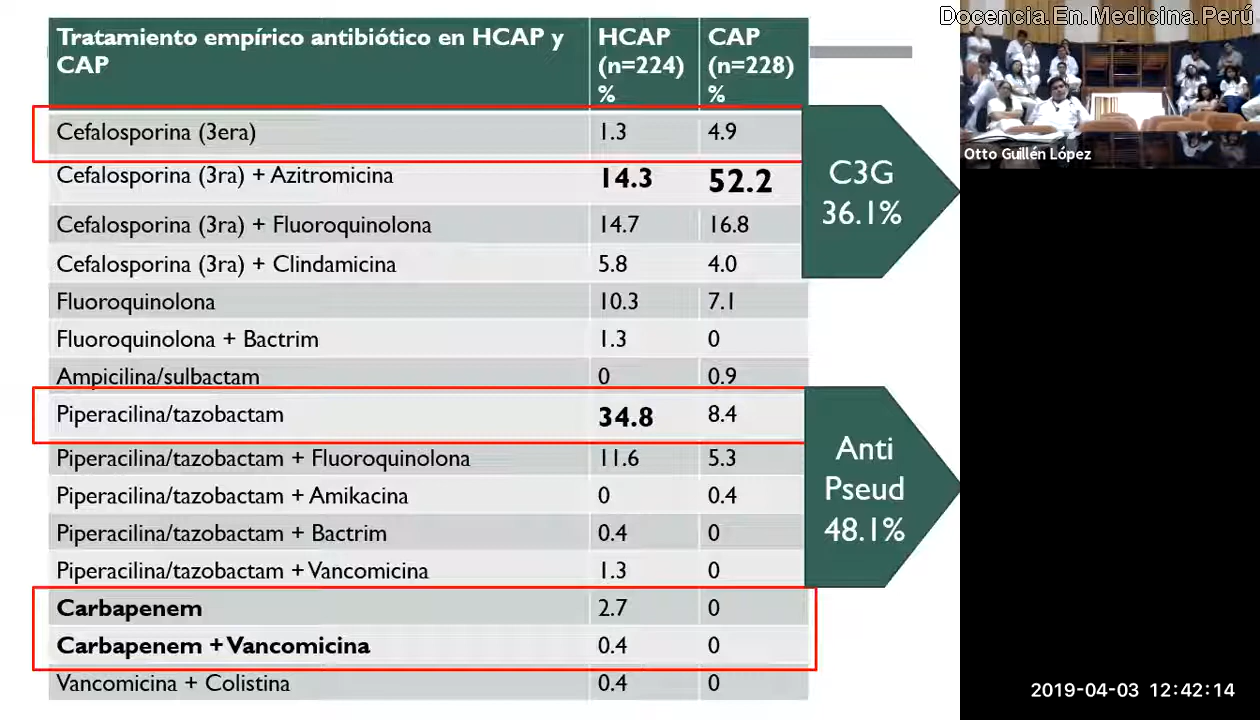 Docencia.En.Medicina.Perú
Tratamiento empírico antibiótico en HCAP y
CAP
HCAP
(n=224)
%
CAP
(n=228)
%
Cefalosporina (3era) 1.3 4.9
Cefalosporina (3ra) + Azitromicina 14.3 52.2
Cefalosporina (3ra) + Fluoroquinolona 14.7 16.8
Cefalosporina (3ra) + Clindamicina 5.8 4.0
Fluoroquinolona 10.3 7.1
Fluoroquinolona + Bactrim 1.3 0
Ampicilina/sulbactam 0 0.9
Piperacilina/tazobactam 34.8 8.4
Piperacilina/tazobactam + Fluoroquinolona 11.6 5.3
Piperacilina/tazobactam + Amikacina 0 0.4
Piperacilina/tazobactam + Bactrim 0.4 0
Piperacilina/tazobactam + Vancomicina 1.3 0
Carbapenem 2.7 0
Carbapenem + Vancomicina 0.4 0
Vancomicina + Colistina 0.4 0
C3G
36.1%
Anti
Pseud
48.1%
Otto Guillén López
2019-04-03 12:42:14